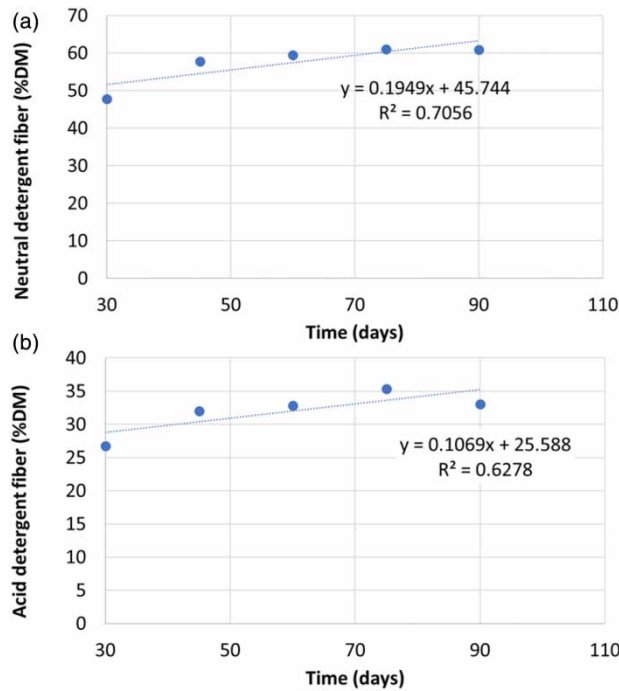 (a)
Neutral detergent fiber (%DM)
70
60
50
40
30
20
10
0
y = 0.1949x + 45.744
R² = 0.7056
30 50 70 90 110
Time (days)
(b)
Acid detergent fiber (%DM)
40
35
30
25
20
15
10
5
0
y = 0.1069x + 25.588
R² = 0.6278
30 50 70 90 110
Time (days)